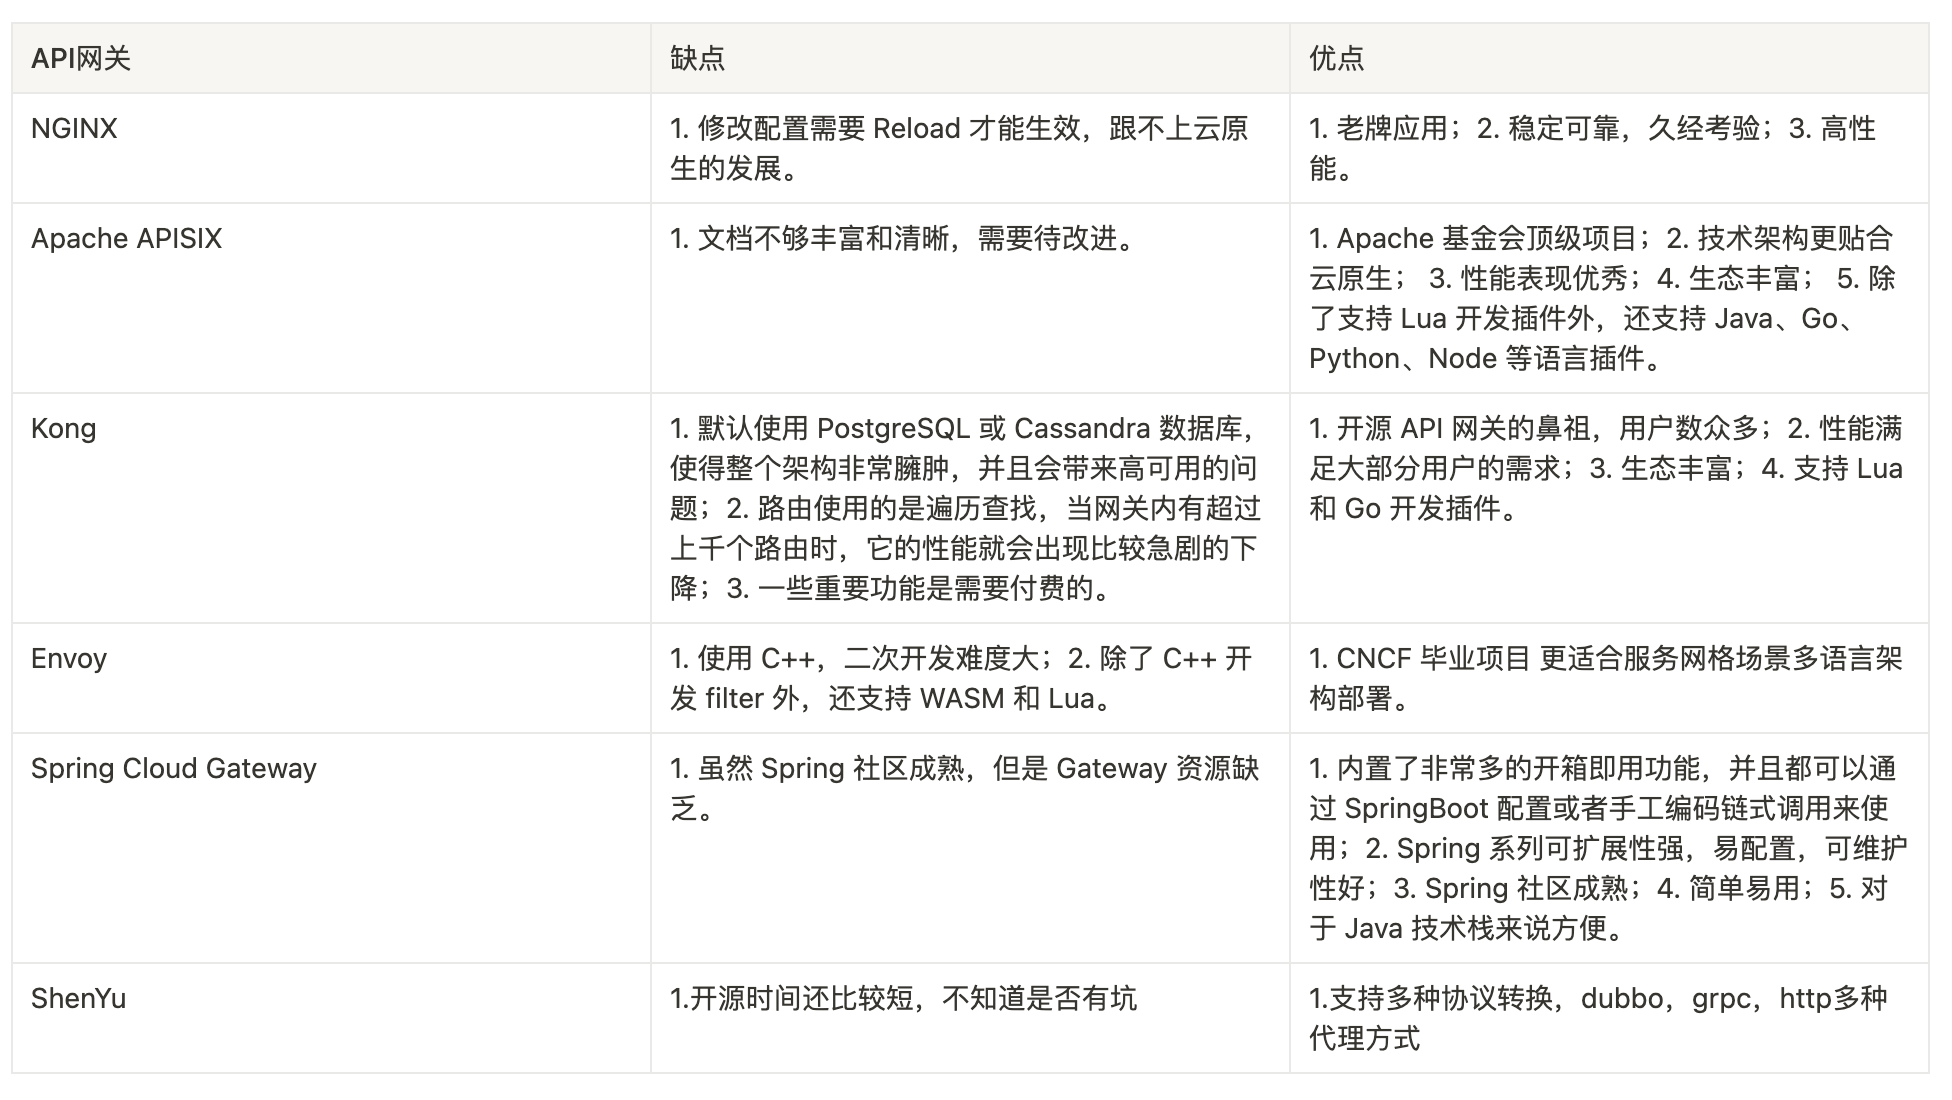 API网关
缺点
优点
NGINX
1. 修改配置需要 Reload 才能生效，跟不上云原
生的发展。
1. 老牌应用；2. 稳定可靠，久经考验；3. 高性
能。
Apache APISIX
1. 文档不够丰富和清晰，需要待改进。
1. Apache 基金会顶级项目；2. 技术架构更贴合
云原生； 3. 性能表现优秀；4. 生态丰富； 5. 除
了支持 Lua 开发插件外，还支持 Java、Go、
Python、Node 等语言插件。
Kong
1. 默认使用 PostgreSQL 或 Cassandra 数据库，
使得整个架构非常臃肿，并且会带来高可用的问
题；2. 路由使用的是遍历查找，当网关内有超过
上千个路由时，它的性能就会出现比较急剧的下
降；3. 一些重要功能是需要付费的。
1. 开源 API 网关的鼻祖，用户数众多；2. 性能满
足大部分用户的需求；3. 生态丰富；4. 支持 Lua
和 Go 开发插件。
Envoy
1. 使用 C++，二次开发难度大；2. 除了 C++ 开
发 filter 外，还支持 WASM 和 Lua。
1. CNCF 毕业项目 更适合服务网格场景多语言架
构部署。
Spring Cloud Gateway
1. 虽然 Spring 社区成熟，但是 Gateway 资源缺
乏。
1. 内置了非常多的开箱即用功能，并且都可以通
过 SpringBoot 配置或者手工编码链式调用来使
用；2. Spring 系列可扩展性强，易配置，可维护
性好；3. Spring 社区成熟；4. 简单易用；5. 对
于 Java 技术栈来说方便。
ShenYu
1.开源时间还比较短，不知道是否有坑
1.支持多种协议转换，dubbo，grpc，http多种
代理方式